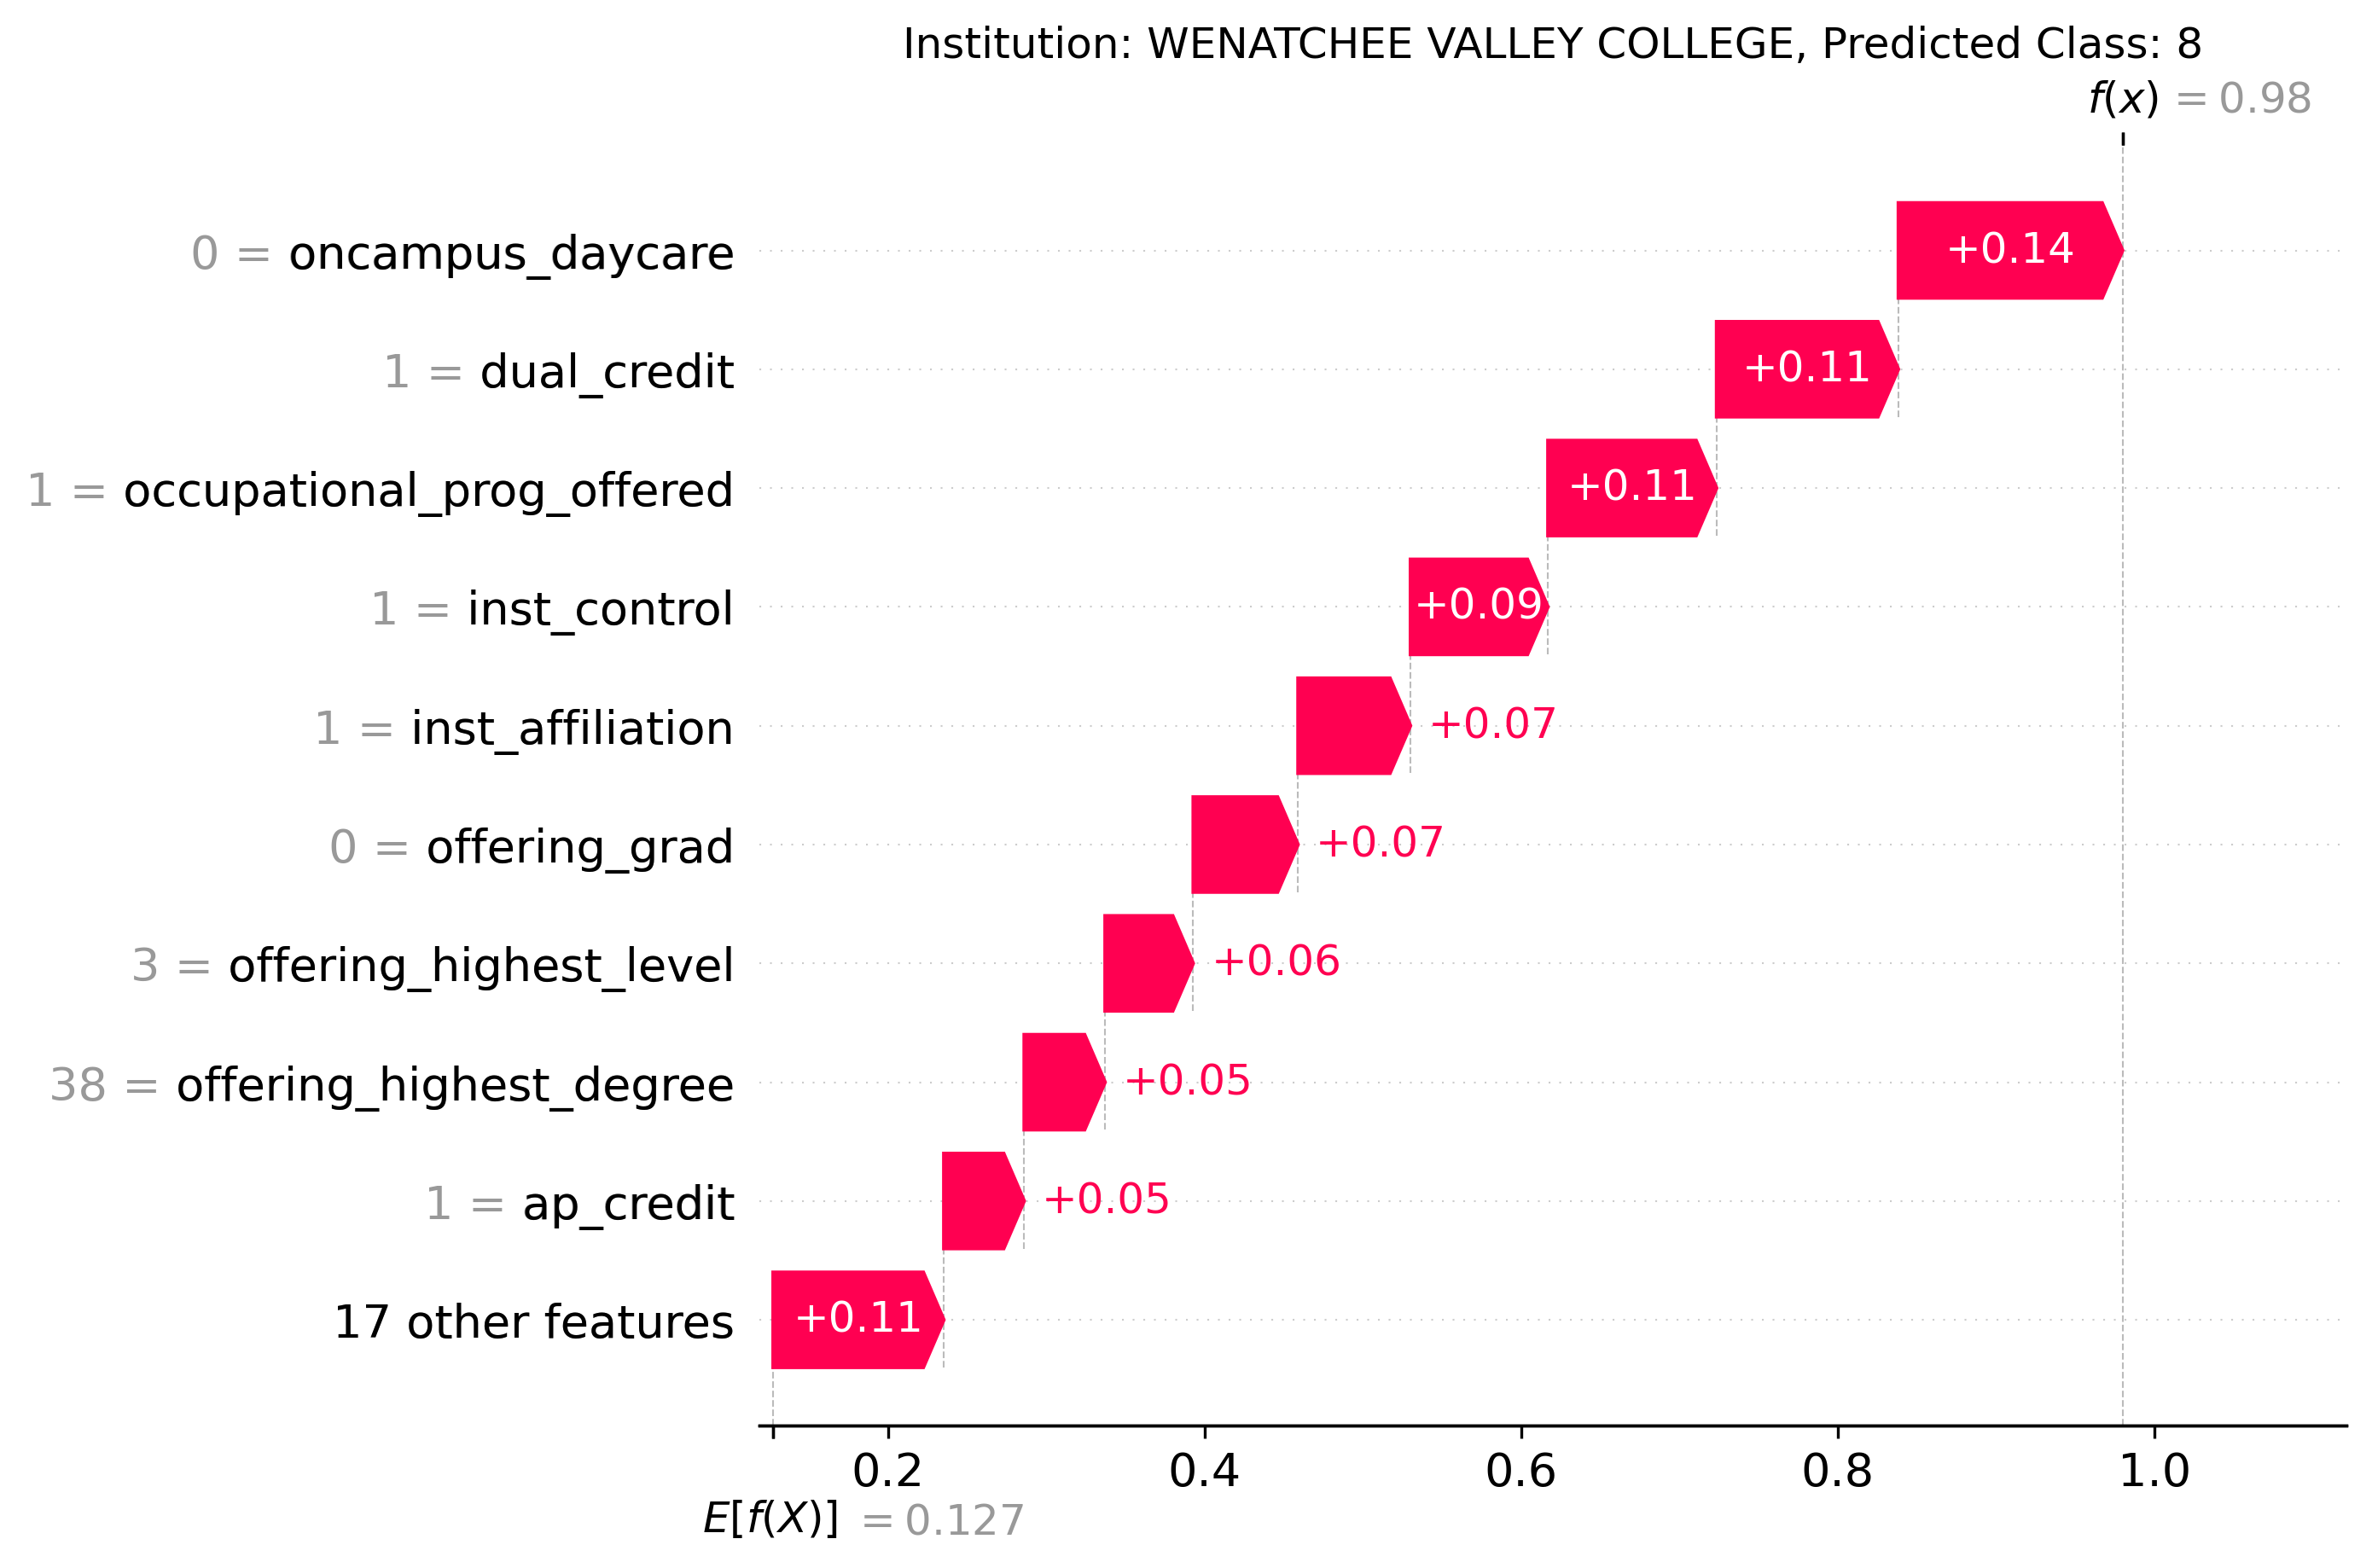 Institution: WENATCHEE VALLEY COLLEGE, Predicted Class: 8
f(x) = 0.98
0 = oncampus_daycare +0.14
1 = dual_credit +0.11
1 = occupational_prog_offered +0.11
1 = inst_control +0.09
1 = inst_affiliation +0.07
0 = offering_grad +0.07
3 = offering_highest_level +0.06
38 = offering_highest_degree +0.05
1 = ap_credit +0.05
17 other features +0.11
0.2 0.4 0.6 0.8 1.0
E[f(X)] = 0.127